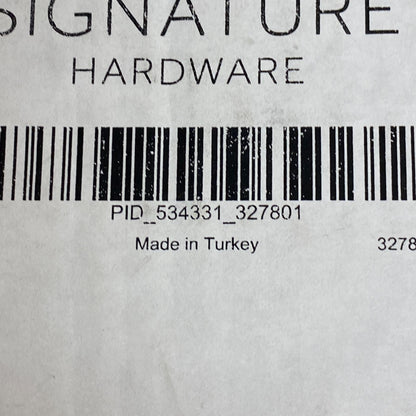 SIGNATURE
HARDWARE
PID_534331_327801
Made in Turkey 3278